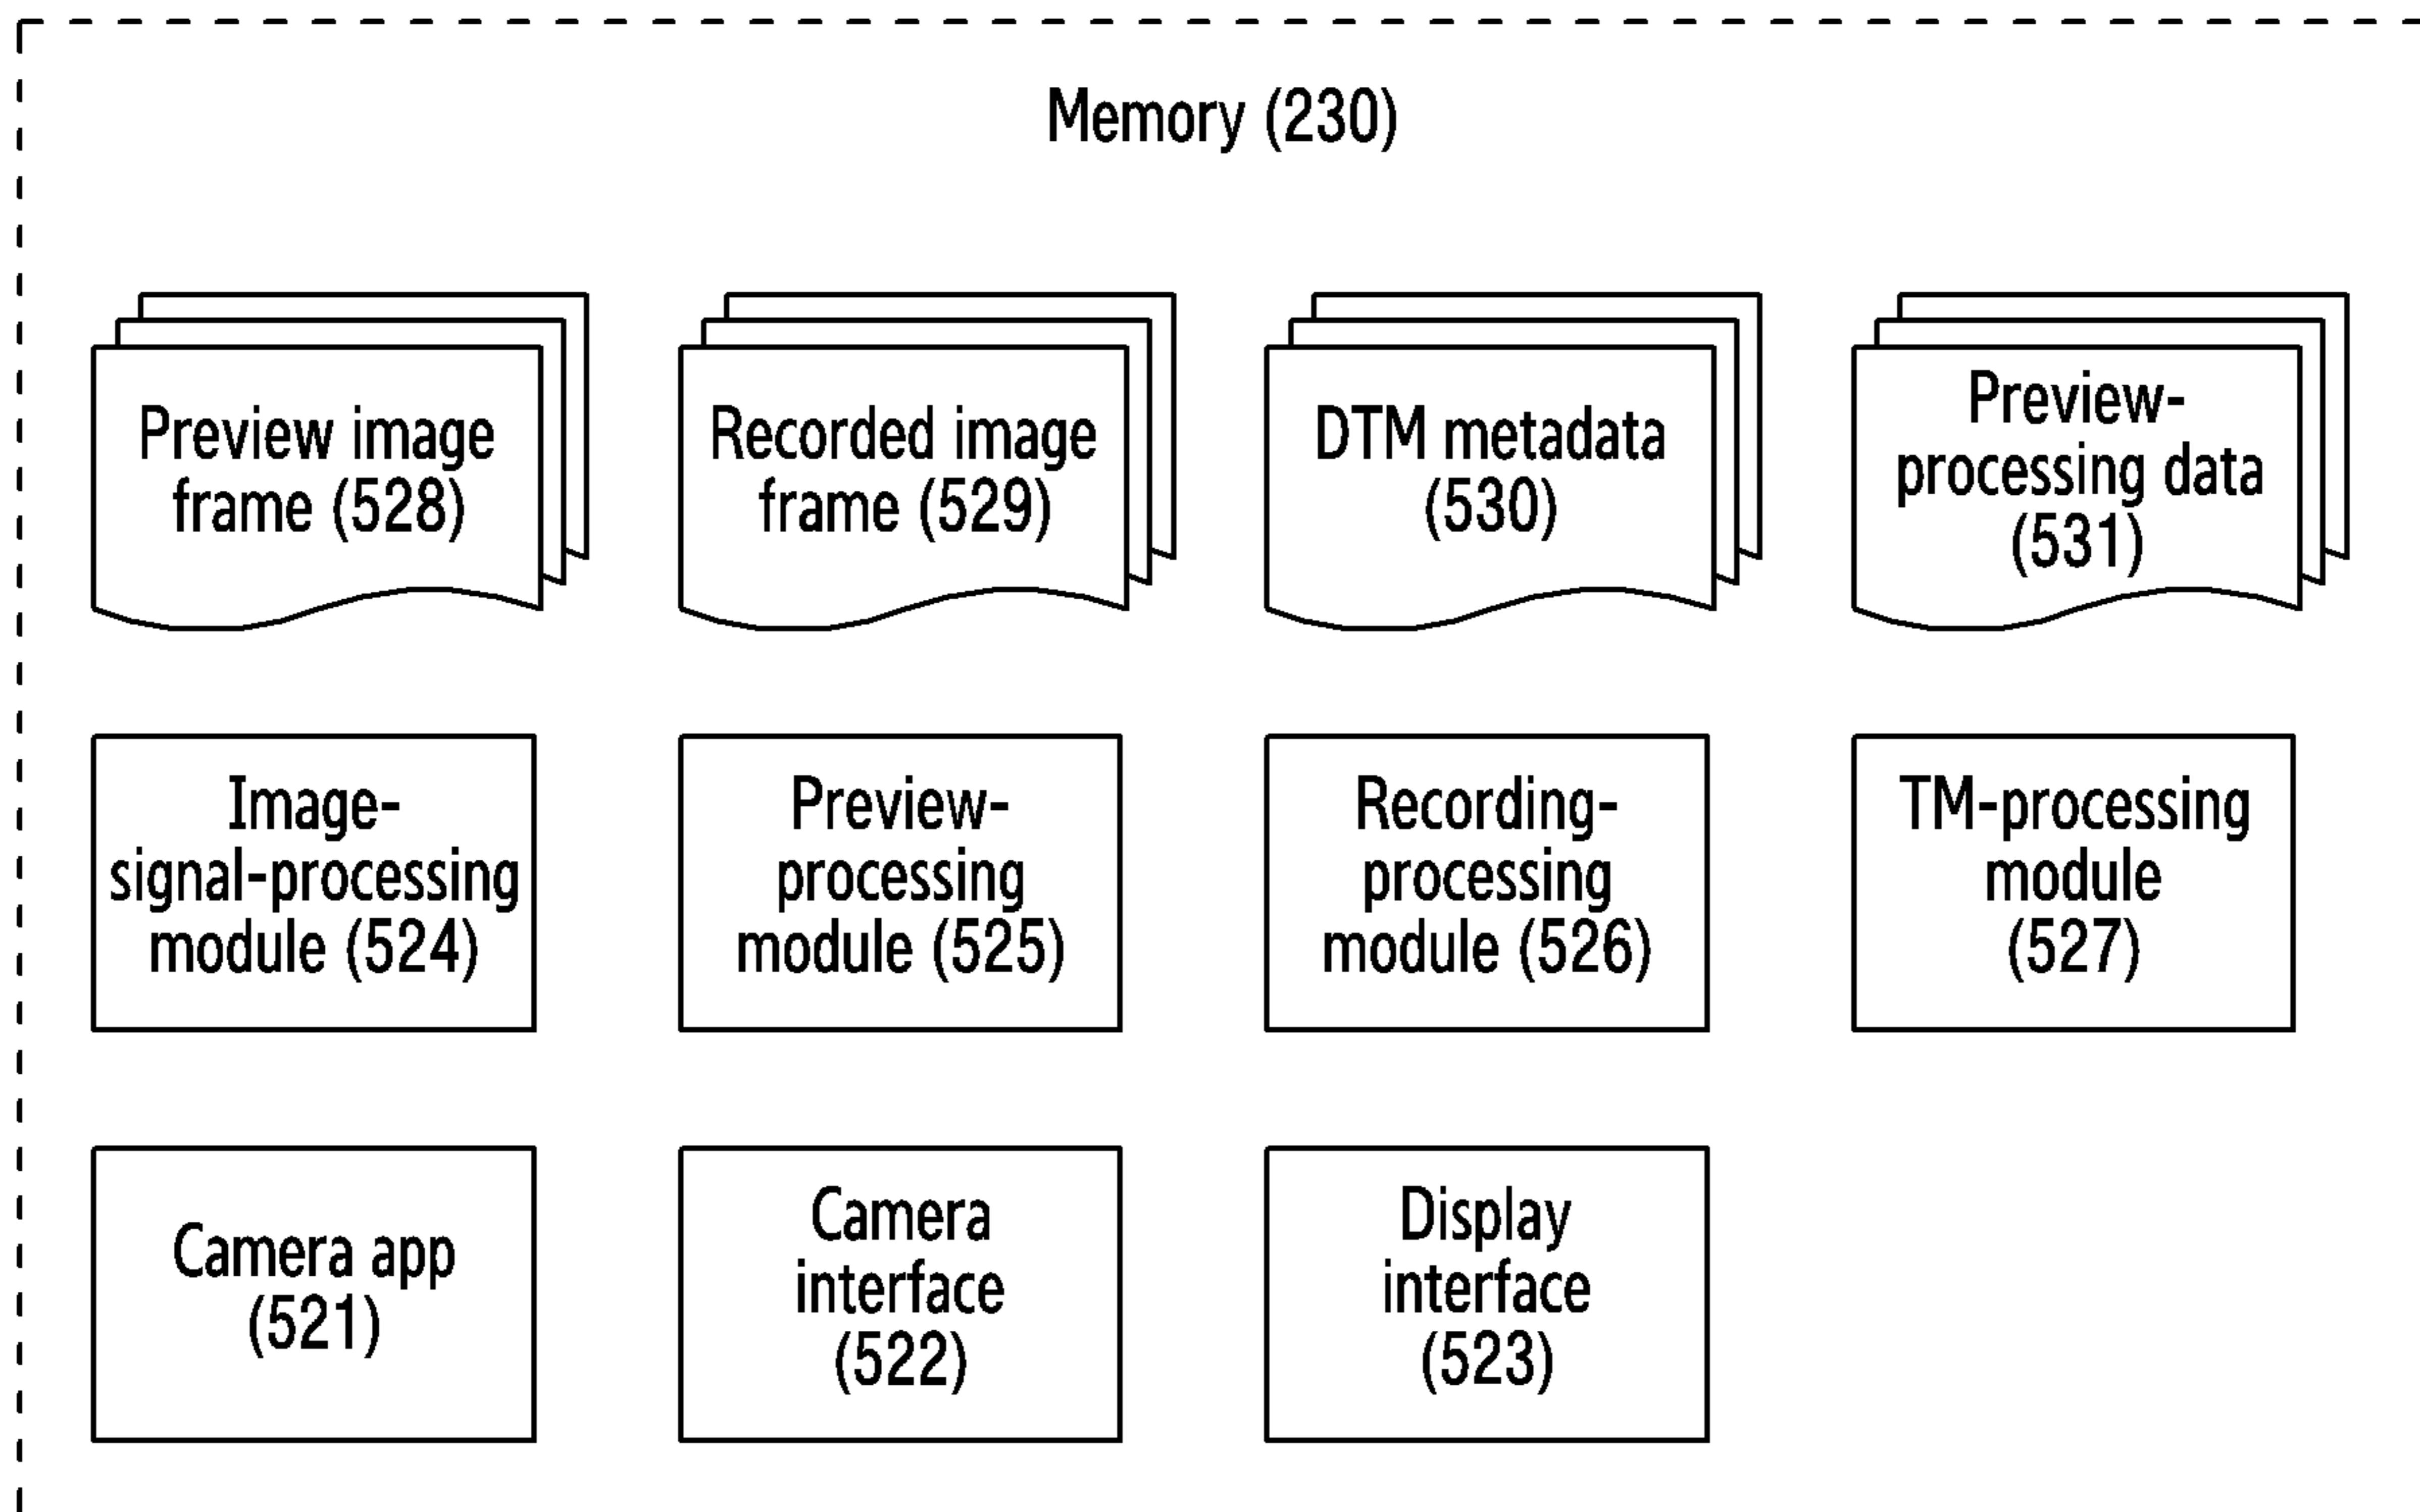 Memory (230)
Preview image
frame (528)
Recorded image
frame (529)
DTM metadata
(530)
Preview-
processing data
(531)
Image-
signal-processing
module (524)
Preview-
processing
module (525)
Recording-
processing
module (526)
TM-processing
module
(527)
Camera app
(521)
Camera
interface
(522)
Display
interface
(523)